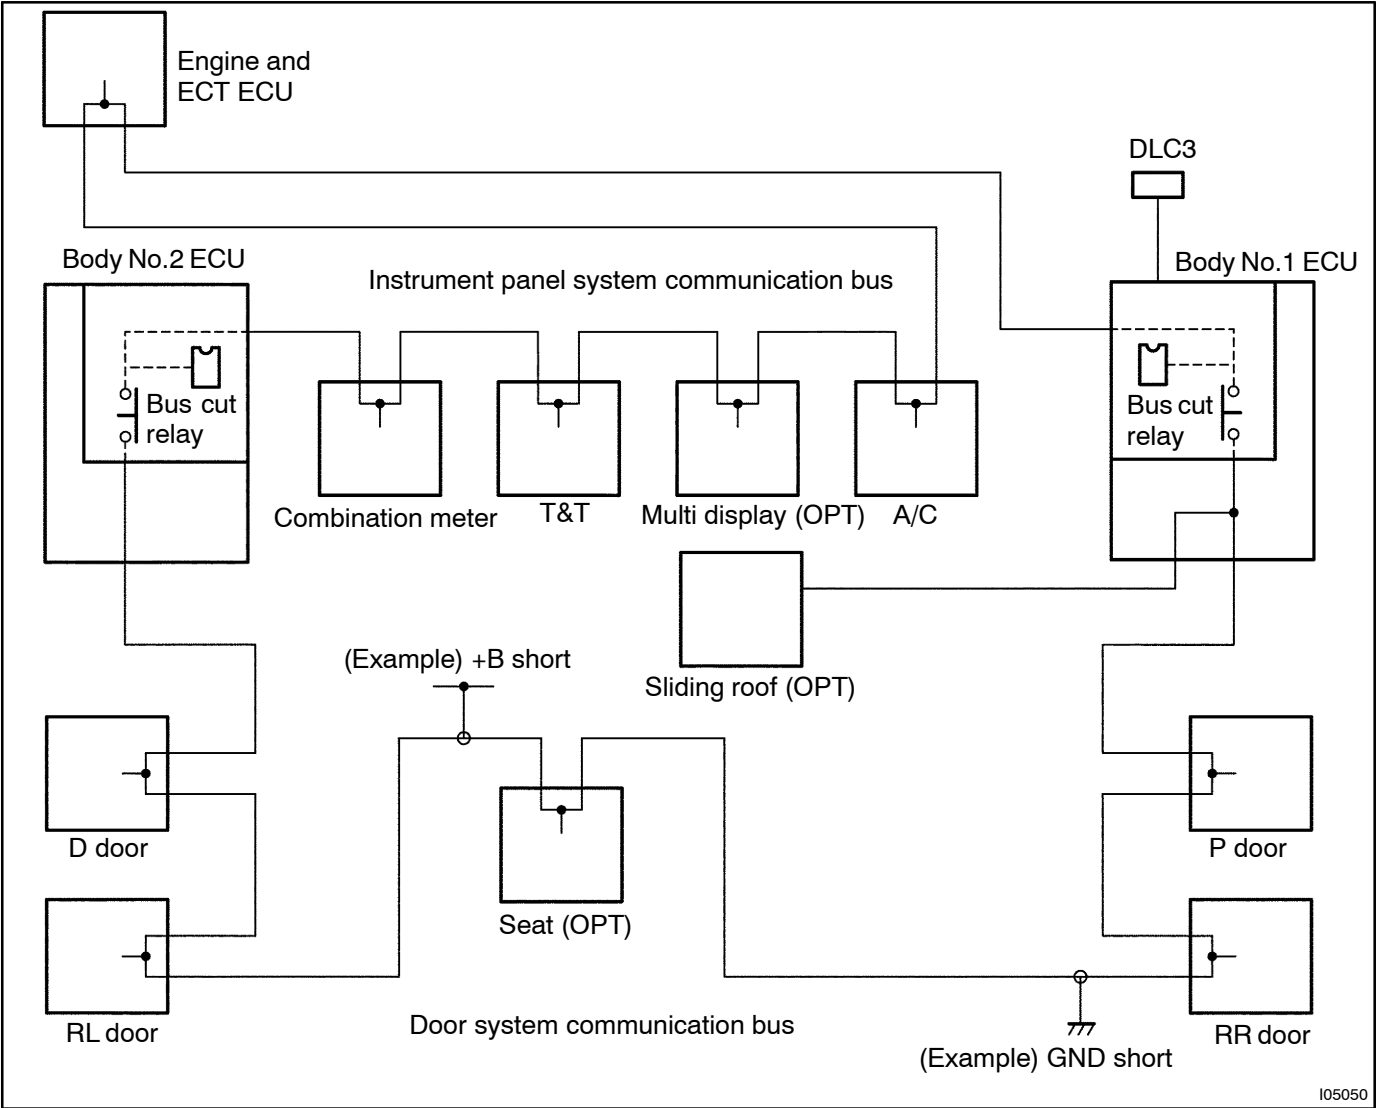 Engine and
ECT ECU
DLC3
Body No.2 ECU
Instrument panel system communication bus
Body No.1 ECU
Bus cut
relay
Bus cut
relay
Combination meter
T&T
Multi display (OPT)
A/C
(Example) +B short
Sliding roof (OPT)
D door
P door
Seat (OPT)
RL door
Door system communication bus
RR door
(Example) GND short
I05050